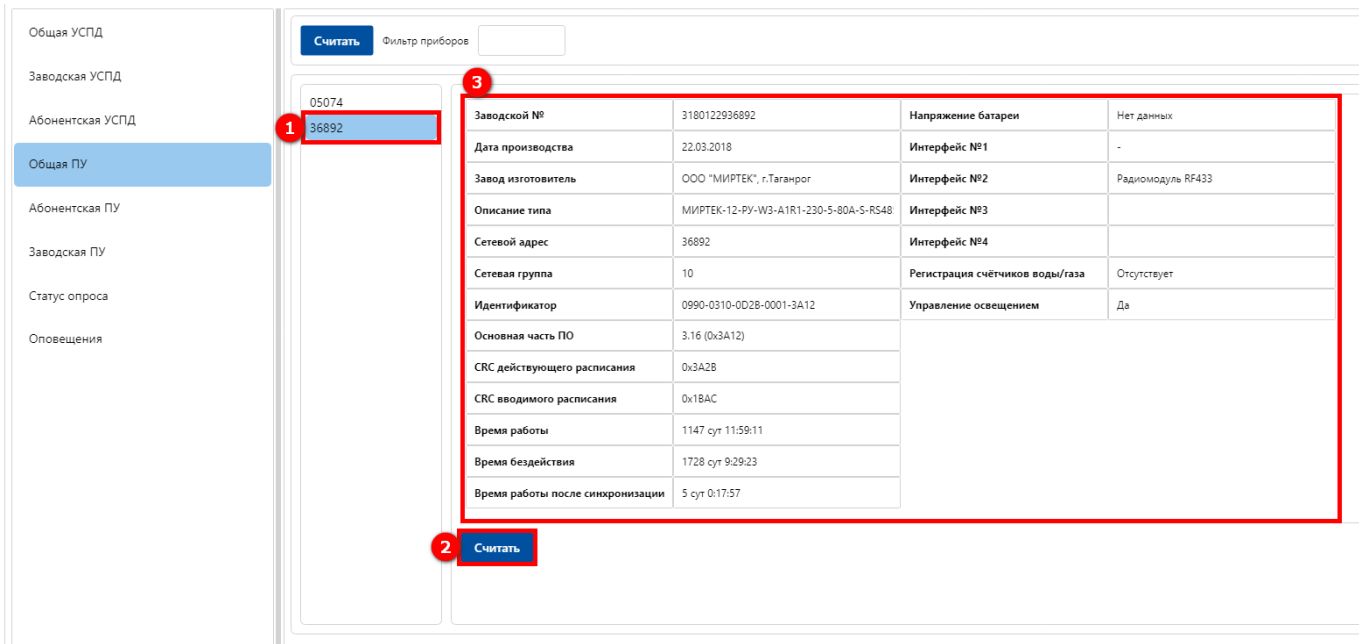 Общая УСПД
Заводская УСПД
Абонентская УСПД
Общая ПУ
Абонентская ПУ
Заводская ПУ
Статус опроса
Оповещения
Считать Фильтр приборов
05074
1 36892
3
Заводской № 3180122936892 Напряжение батареи Нет данных
Дата производства 22.03.2018 Интерфейс №1 -
Завод изготовитель ООО "МИРТЕК", г.Таганрог Интерфейс №2 Радиомодуль RF433
Описание типа МИРТЕК-12-РУ-W3-A1R1-230-5-80A-S-RS48 Интерфейс №3
Сетевой адрес 36892 Интерфейс №4
Сетевая группа 10 Регистрация счётчиков воды/газа Отсутствует
Идентификатор 0990-0310-0D2B-0001-3A12 Управление освещением Да
Основная часть ПО 3.16 (0x3A12)
CRC действующего расписания 0x3A2B
CRC вводимого расписания 0x1BAC
Время работы 1147 сут 11:59:11
Время бездействия 1728 сут 9:29:23
Время работы после синхронизации 5 сут 0:17:57
2 Считать